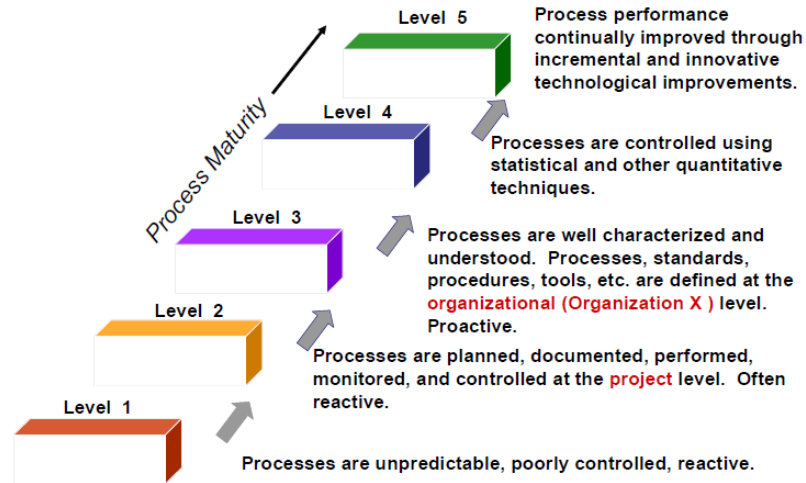 Level 5
Process performance
continually improved through
incremental and innovative
technological improvements.
Process Maturity
Level 4
Processes are controlled using
statistical and other quantitative
techniques.
Level 3
Processes are well characterized and
understood. Processes, standards,
procedures, tools, etc. are defined at the
organizational (Organization X ) level.
Proactive.
Level 2
Processes are planned, documented, performed,
monitored, and controlled at the project level. Often
reactive.
Level 1
Processes are unpredictable, poorly controlled, reactive.